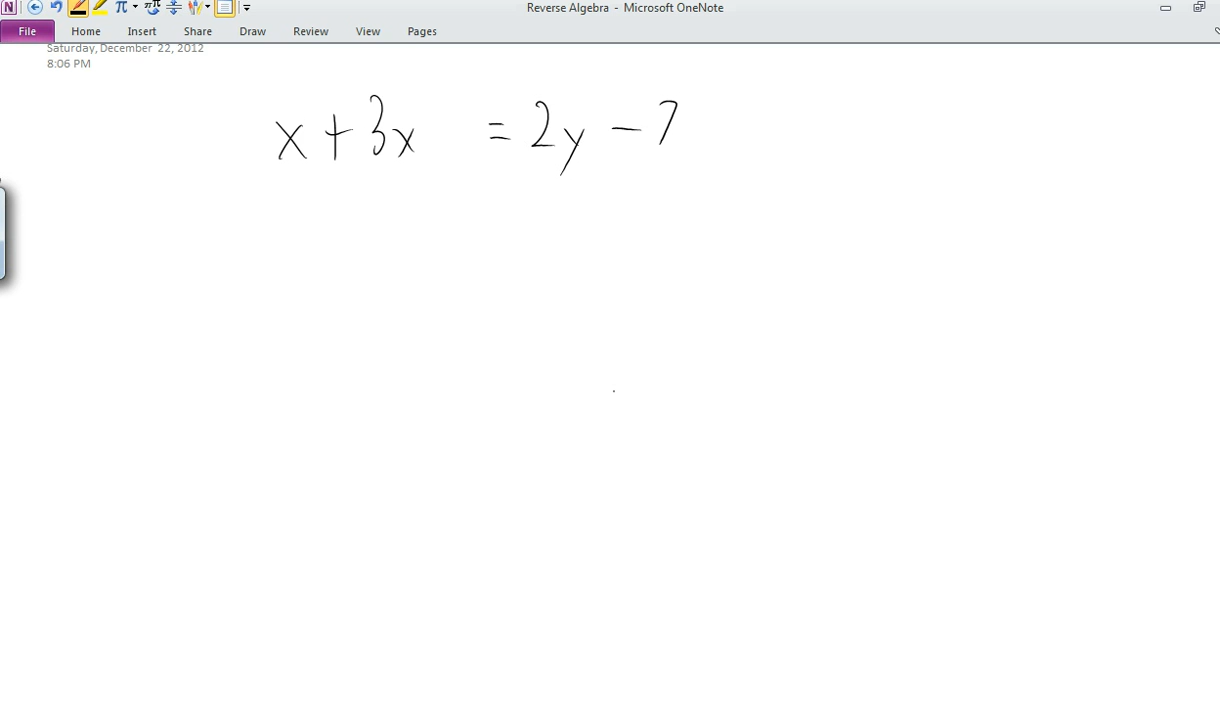 Reverse Algebra - Microsoft OneNote
File Home Insert Share Draw Review View Pages
Saturday, December 22, 2012
8:06 PM
x + 3x = 2y - 7